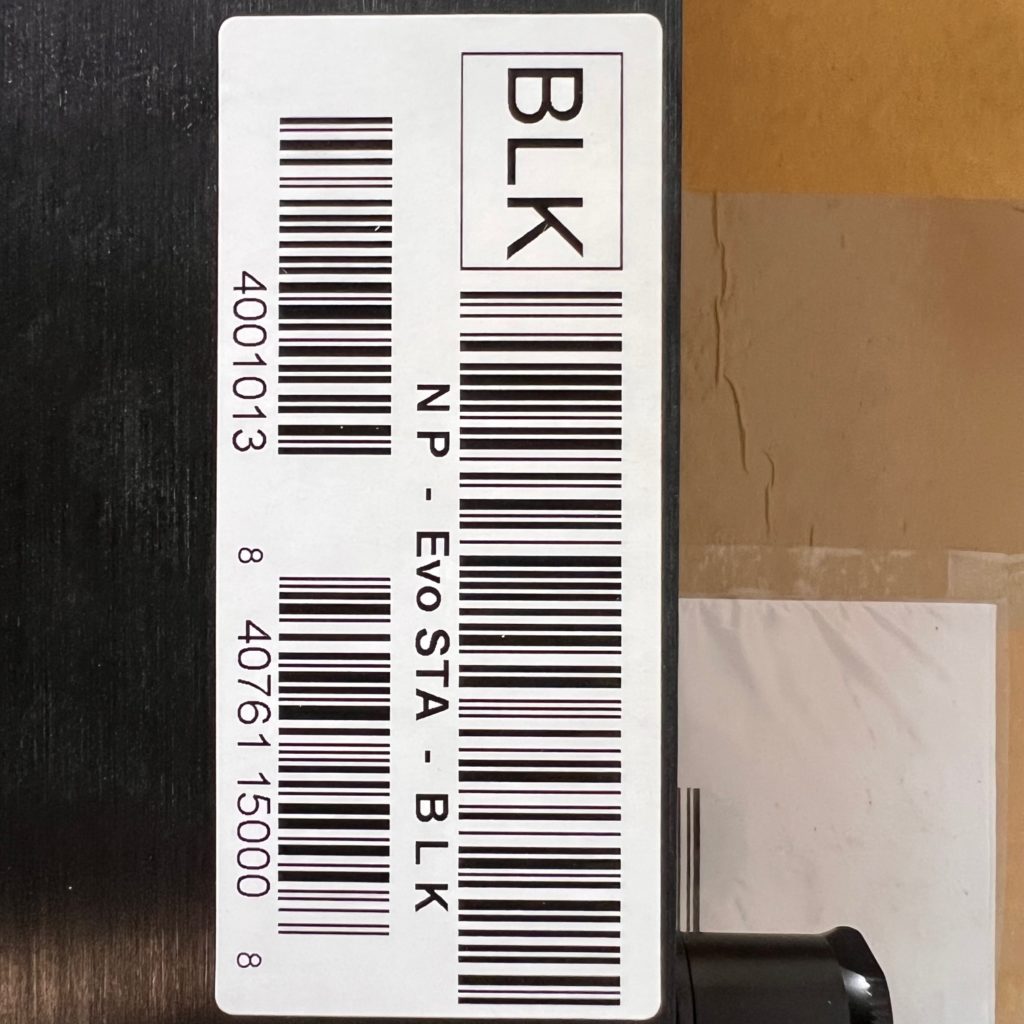 BLK
NP - Evo STA - BLK
4001013
8 40761 15000 8